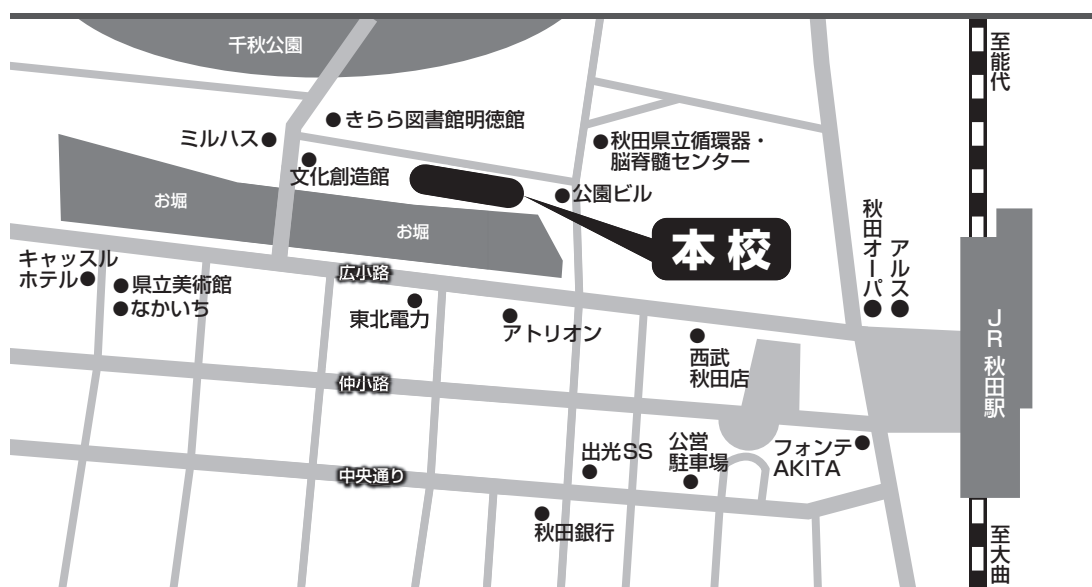 千秋公園
至能代
きらら図書館明徳館
ミルハス
秋田県立循環器・
脳脊髄センター
文化創造館
公園ビル
お堀
お堀
本校
秋田オーパ
アルス
キャッスル
ホテル
県立美術館
なかいち
広小路
東北電力
アトリオン
西武
秋田店
JR秋田駅
仲小路
出光SS
公営
駐車場
フォンテ
AKITA
中央通り
秋田銀行
至大曲